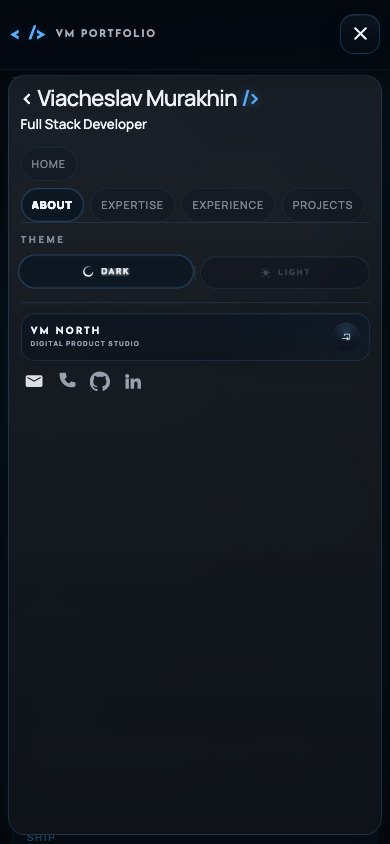 < /> VM PORTFOLIO
< Viacheslav Murakhin />
Full Stack Developer
HOME
ABOUT EXPERTISE EXPERIENCE PROJECTS
THEME
DARK LIGHT
VM NORTH
DIGITAL PRODUCT STUDIO
in
SHIP